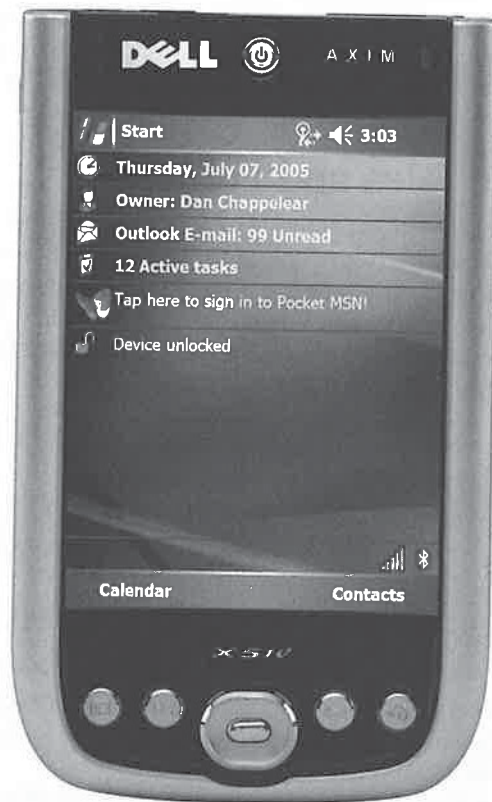 DELL AXIM
Start 3:03
Thursday, July 07, 2005
Owner: Dan Chappelear
Outlook E-mail: 99 Unread
12 Active tasks
Tap here to sign in to Pocket MSN!
Device unlocked
Calendar Contacts